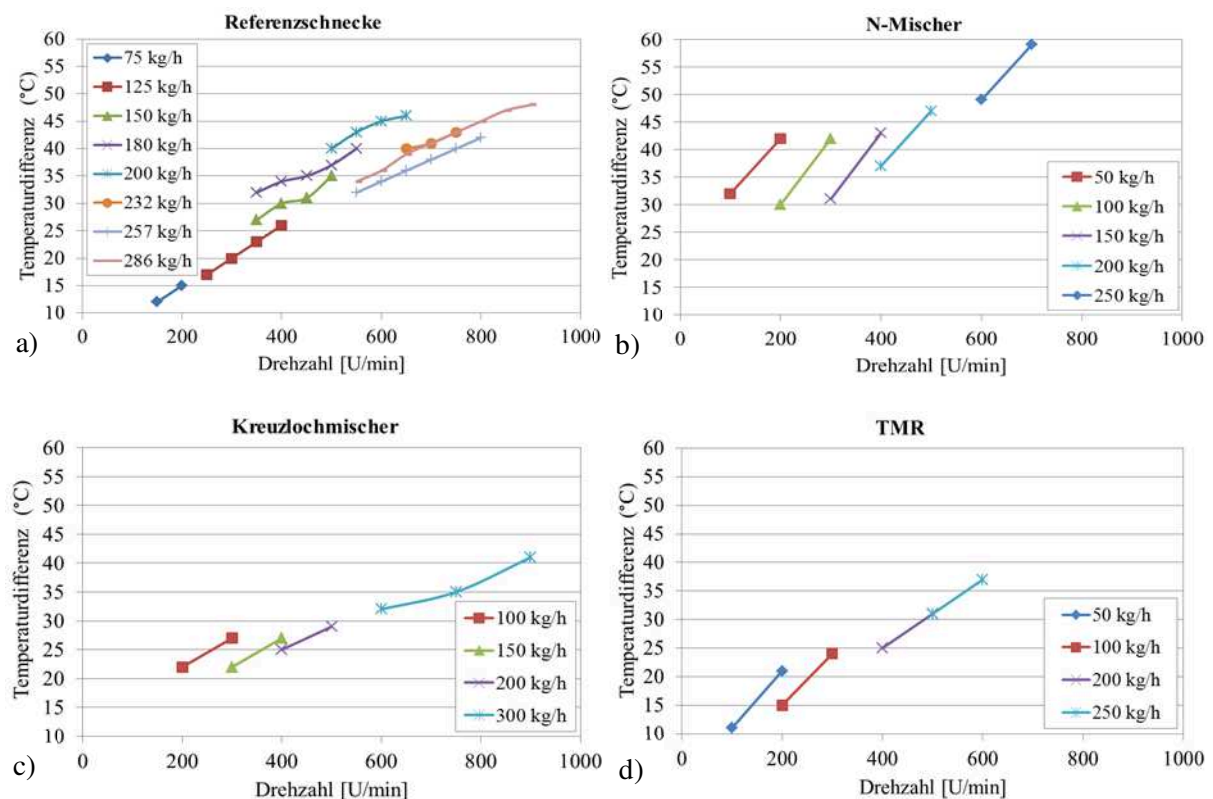 Referenzschnecke
Temperaturdifferenz (°C)
60
55
50
45
40
35
30
25
20
15
10
75 kg/h
125 kg/h
150 kg/h
180 kg/h
200 kg/h
232 kg/h
257 kg/h
286 kg/h
0 200 400 600 800 1000
a)
Drehzahl [U/min]
N-Mischer
Temperaturdifferenz (°C)
60
55
50
45
40
35
30
25
20
15
10
50 kg/h
100 kg/h
150 kg/h
200 kg/h
250 kg/h
0 200 400 600 800 1000
b)
Drehzahl [U/min]
Kreuzlochmischer
Temperaturdifferenz (°C)
60
55
50
45
40
35
30
25
20
15
10
100 kg/h
150 kg/h
200 kg/h
300 kg/h
0 200 400 600 800 1000
c)
Drehzahl [U/min]
TMR
Temperaturdifferenz (°C)
60
55
50
45
40
35
30
25
20
15
10
50 kg/h
100 kg/h
200 kg/h
250 kg/h
0 200 400 600 800 1000
d)
Drehzahl [U/min]